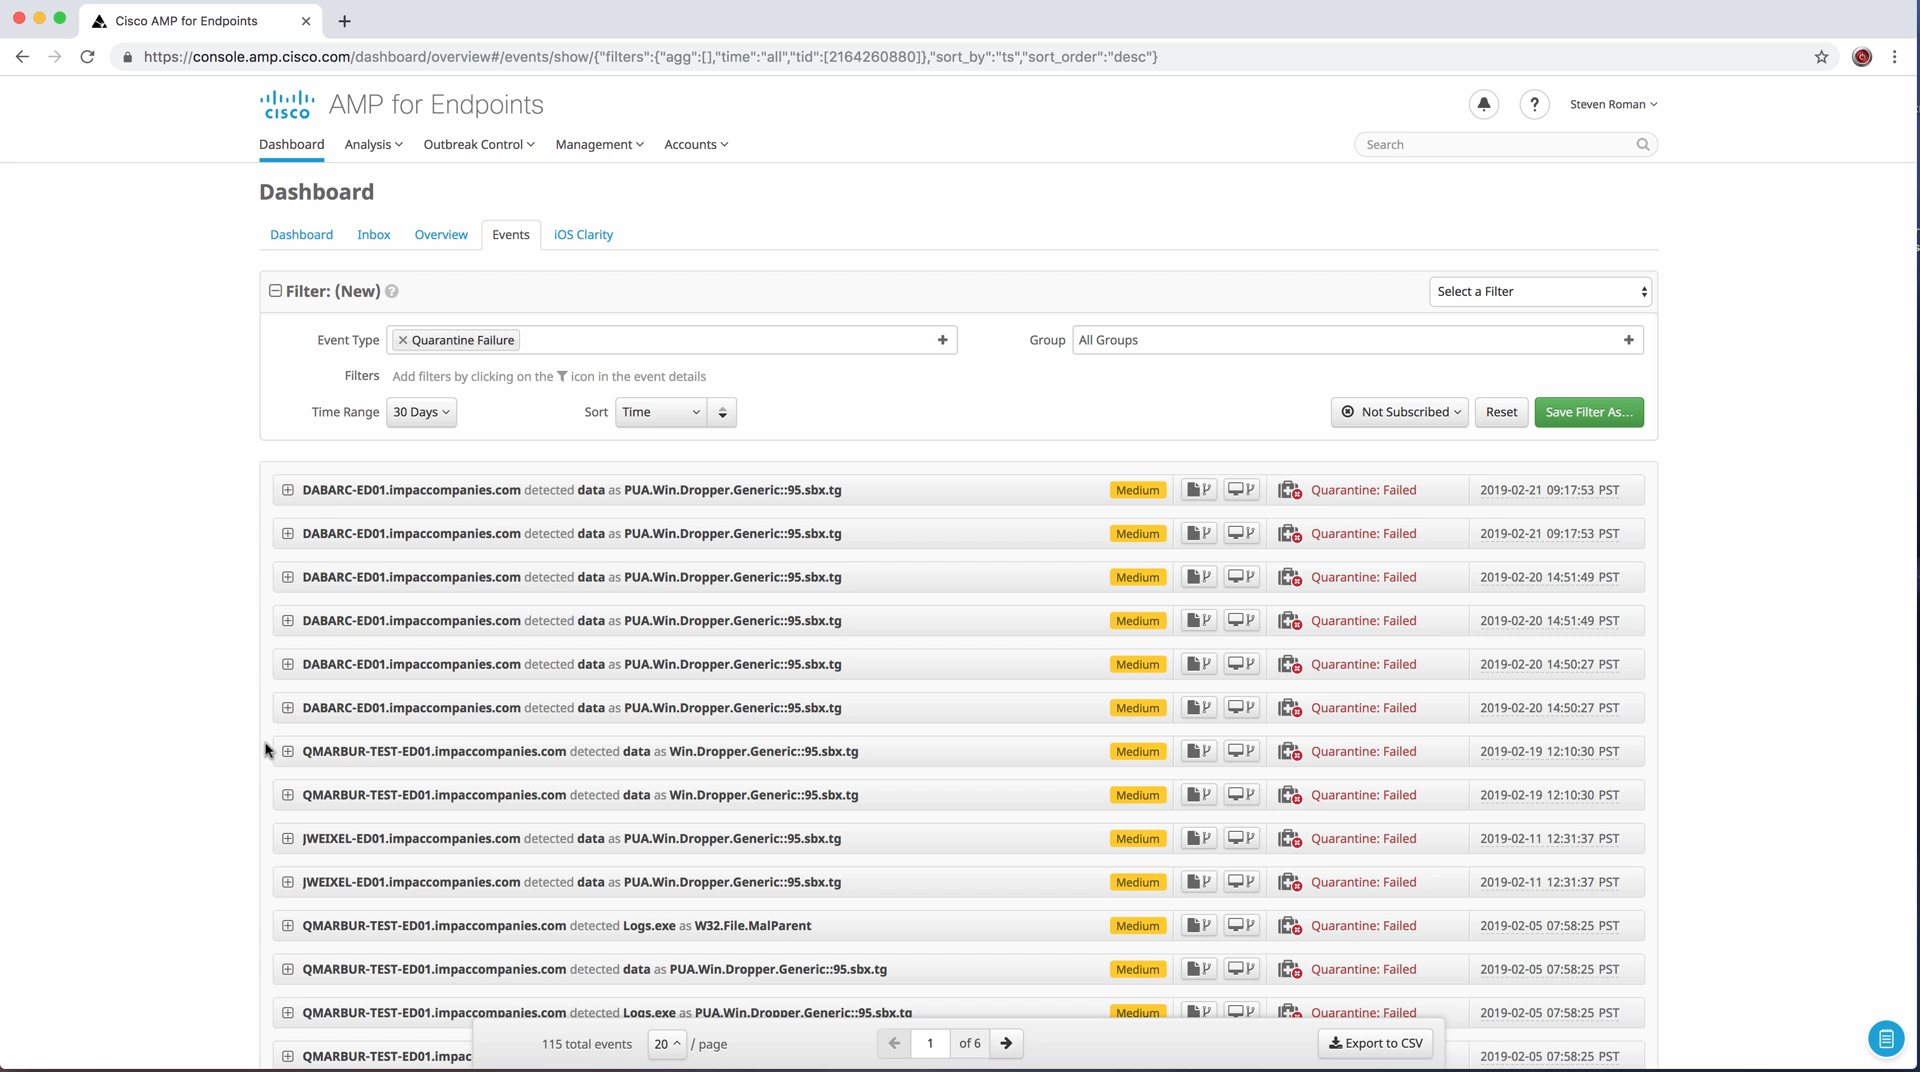 Cisco AMP for Endpoints
https://console.amp.cisco.com/dashboard/overview#/events/show/{"filters":{"agg":[],"time":"all","tid":[2164260880]},"sort_by":"ts","sort_order":"desc"}
cisco AMP for Endpoints
? Steven Roman
Dashboard Analysis Outbreak Control Management Accounts
Search
Dashboard
Dashboard Inbox Overview Events iOS Clarity
Filter: (New) ? Select a Filter
Event Type Quarantine Failure Group All Groups
Filters Add filters by clicking on the icon in the event details
Time Range 30 Days Sort Time Not Subscribed Reset Save Filter As...
DABARC-ED01.impaccompanies.com detected data as PUA.Win.Dropper.Generic::95.sbx.tg Medium Quarantine: Failed 2019-02-21 09:17:53 PST
DABARC-ED01.impaccompanies.com detected data as PUA.Win.Dropper.Generic::95.sbx.tg Medium Quarantine: Failed 2019-02-21 09:17:53 PST
DABARC-ED01.impaccompanies.com detected data as PUA.Win.Dropper.Generic::95.sbx.tg Medium Quarantine: Failed 2019-02-20 14:51:49 PST
DABARC-ED01.impaccompanies.com detected data as PUA.Win.Dropper.Generic::95.sbx.tg Medium Quarantine: Failed 2019-02-20 14:51:49 PST
DABARC-ED01.impaccompanies.com detected data as PUA.Win.Dropper.Generic::95.sbx.tg Medium Quarantine: Failed 2019-02-20 14:50:27 PST
DABARC-ED01.impaccompanies.com detected data as PUA.Win.Dropper.Generic::95.sbx.tg Medium Quarantine: Failed 2019-02-20 14:50:27 PST
QMARBUR-TEST-ED01.impaccompanies.com detected data as Win.Dropper.Generic::95.sbx.tg Medium Quarantine: Failed 2019-02-19 12:10:30 PST
QMARBUR-TEST-ED01.impaccompanies.com detected data as Win.Dropper.Generic::95.sbx.tg Medium Quarantine: Failed 2019-02-19 12:10:30 PST
JWEIXEL-ED01.impaccompanies.com detected data as PUA.Win.Dropper.Generic::95.sbx.tg Medium Quarantine: Failed 2019-02-11 12:31:37 PST
JWEIXEL-ED01.impaccompanies.com detected data as PUA.Win.Dropper.Generic::95.sbx.tg Medium Quarantine: Failed 2019-02-11 12:31:37 PST
QMARBUR-TEST-ED01.impaccompanies.com detected Logs.exe as W32.File.MalParent Medium Quarantine: Failed 2019-02-05 07:58:25 PST
QMARBUR-TEST-ED01.impaccompanies.com detected data as PUA.Win.Dropper.Generic::95.sbx.tg Medium Quarantine: Failed 2019-02-05 07:58:25 PST
QMARBUR-TEST-ED01.impaccompanies.com detected Logs.exe as PUA.Win.Dropper.Generic::95.sbx.tg Medium Quarantine: Failed 2019-02-05 07:58:25 PST
QMARBUR-TEST-ED01.impac 2019-02-05 07:58:25 PST
115 total events 20 / page 1 of 6 Export to CSV